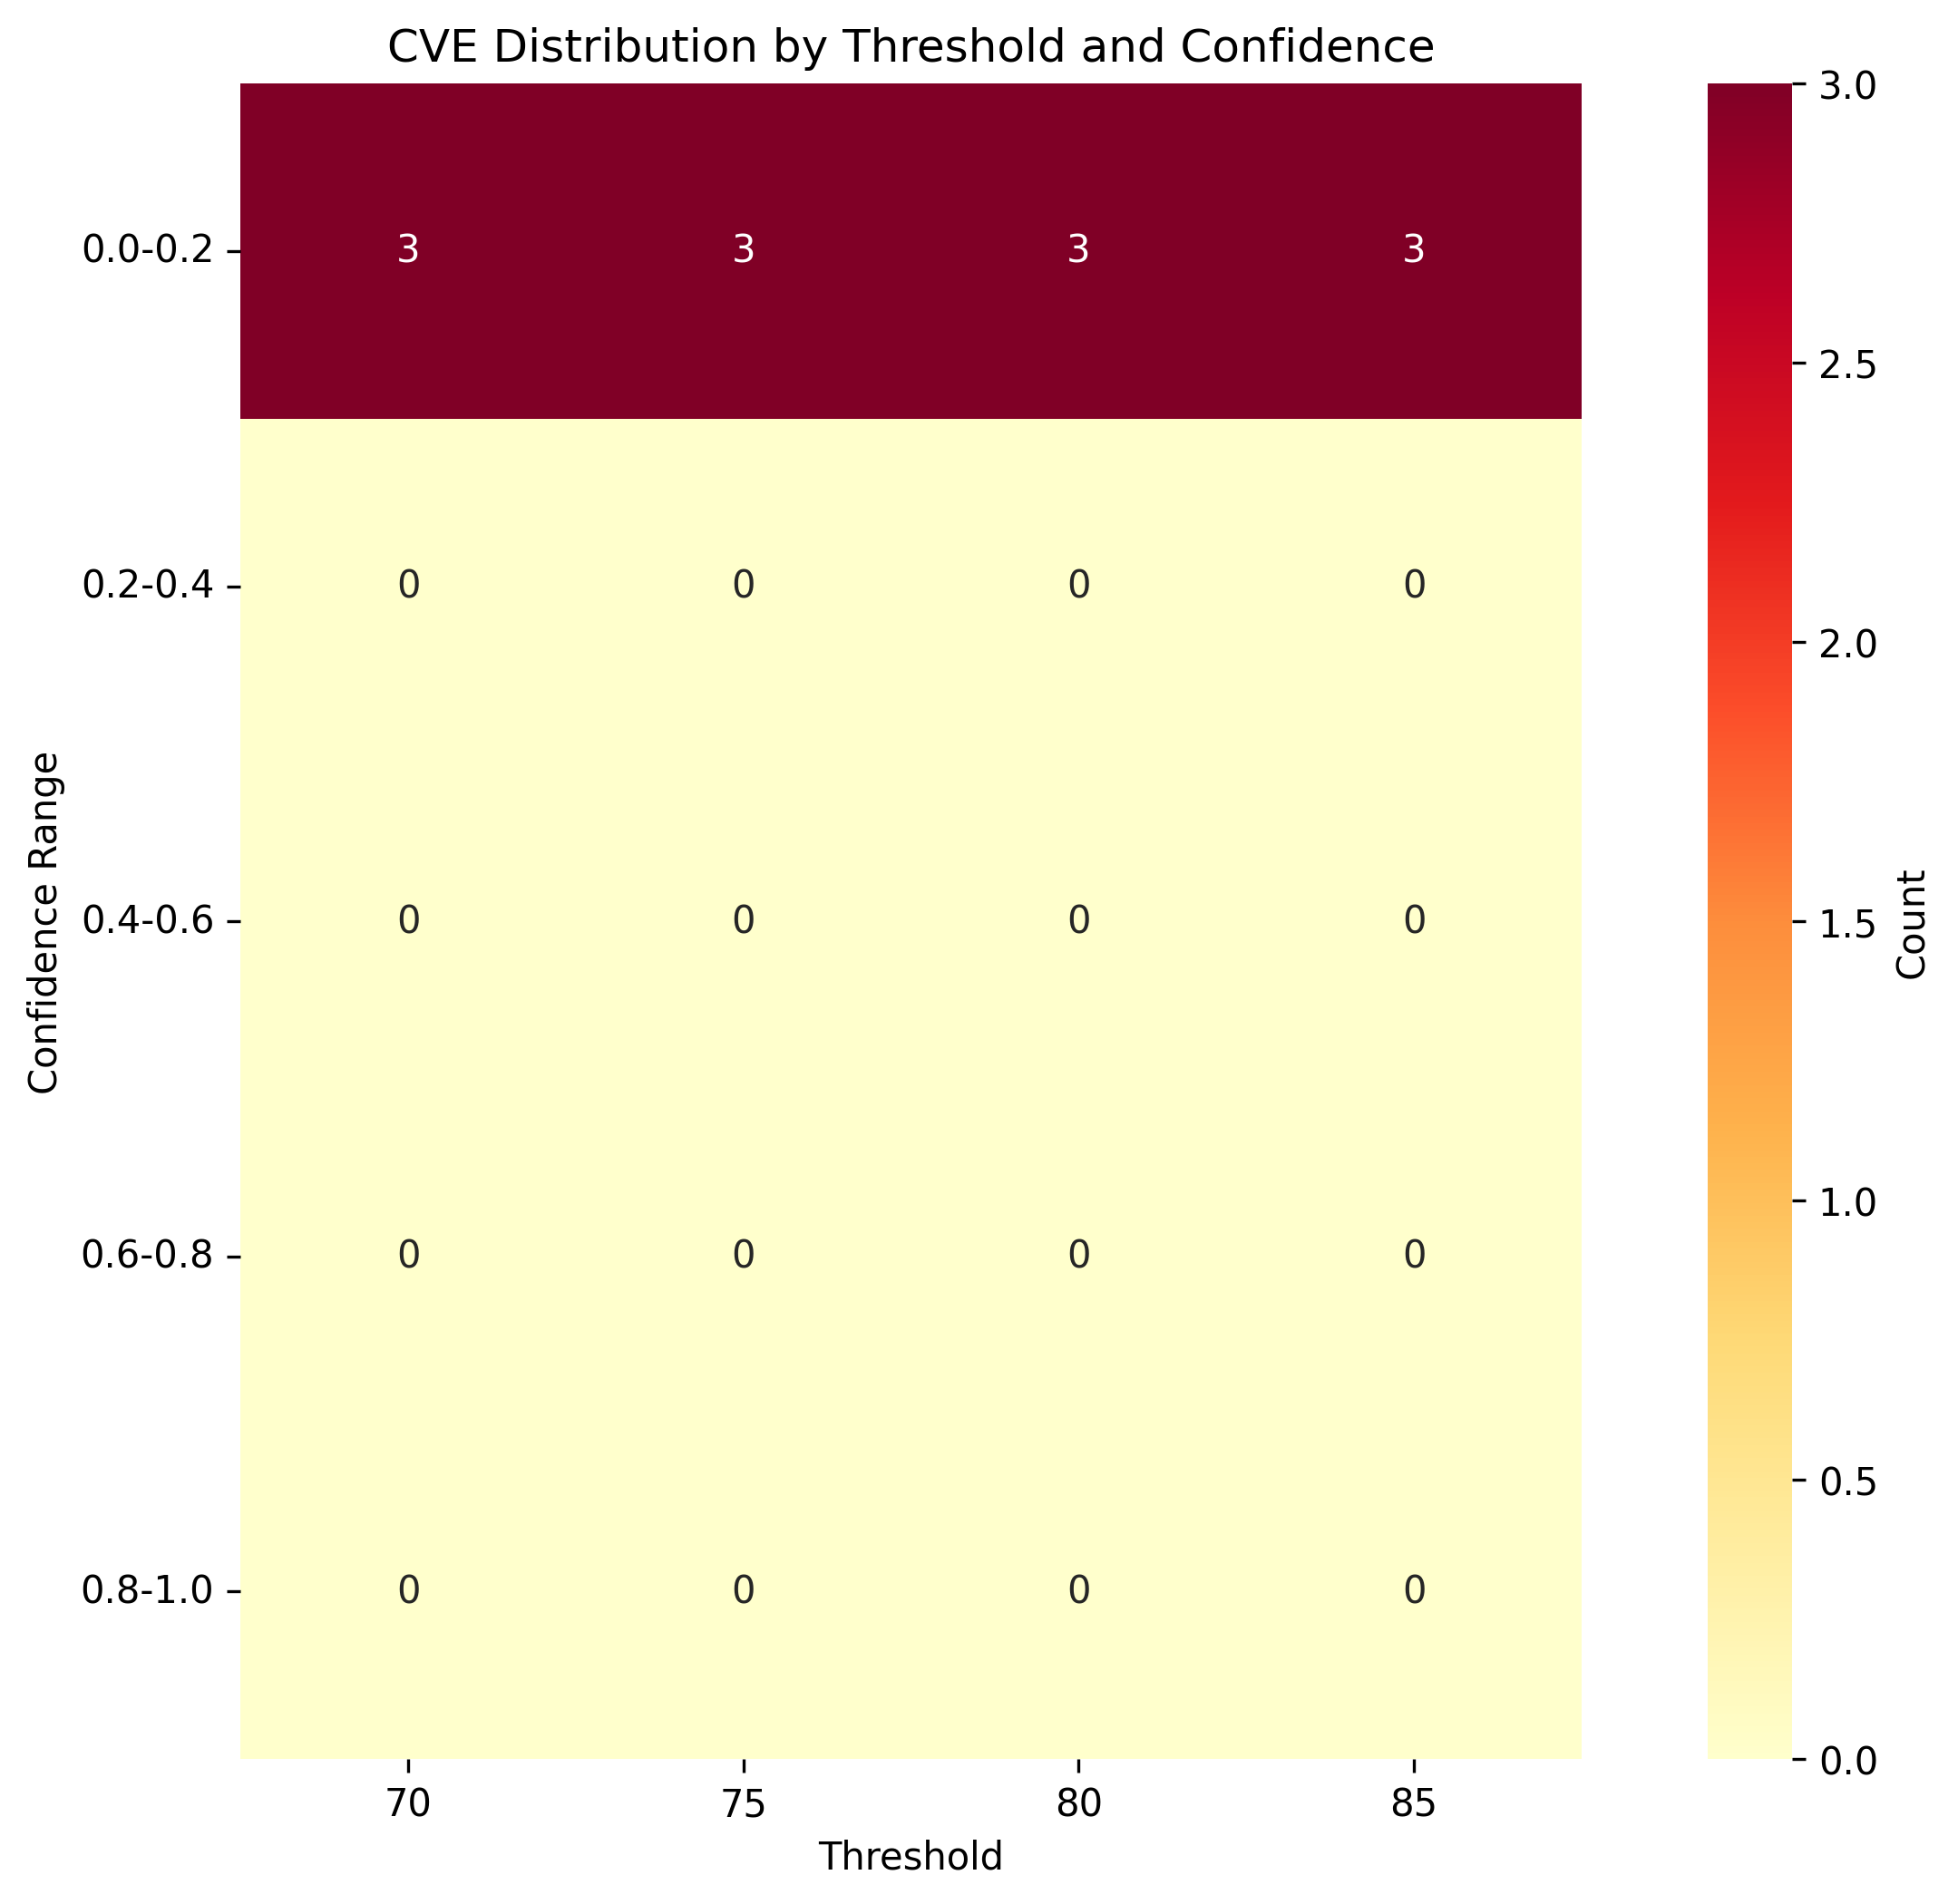 CVE Distribution by Threshold and Confidence
3.0
0.0-0.2
3 3 3 3
2.5
0.2-0.4
0 0 0 0
2.0
Confidence Range
0.4-0.6
0 0 0 0
1.5
Count
0.6-0.8
0 0 0 0
1.0
0.5
0.8-1.0
0 0 0 0
0.0
70 75 80 85
Threshold